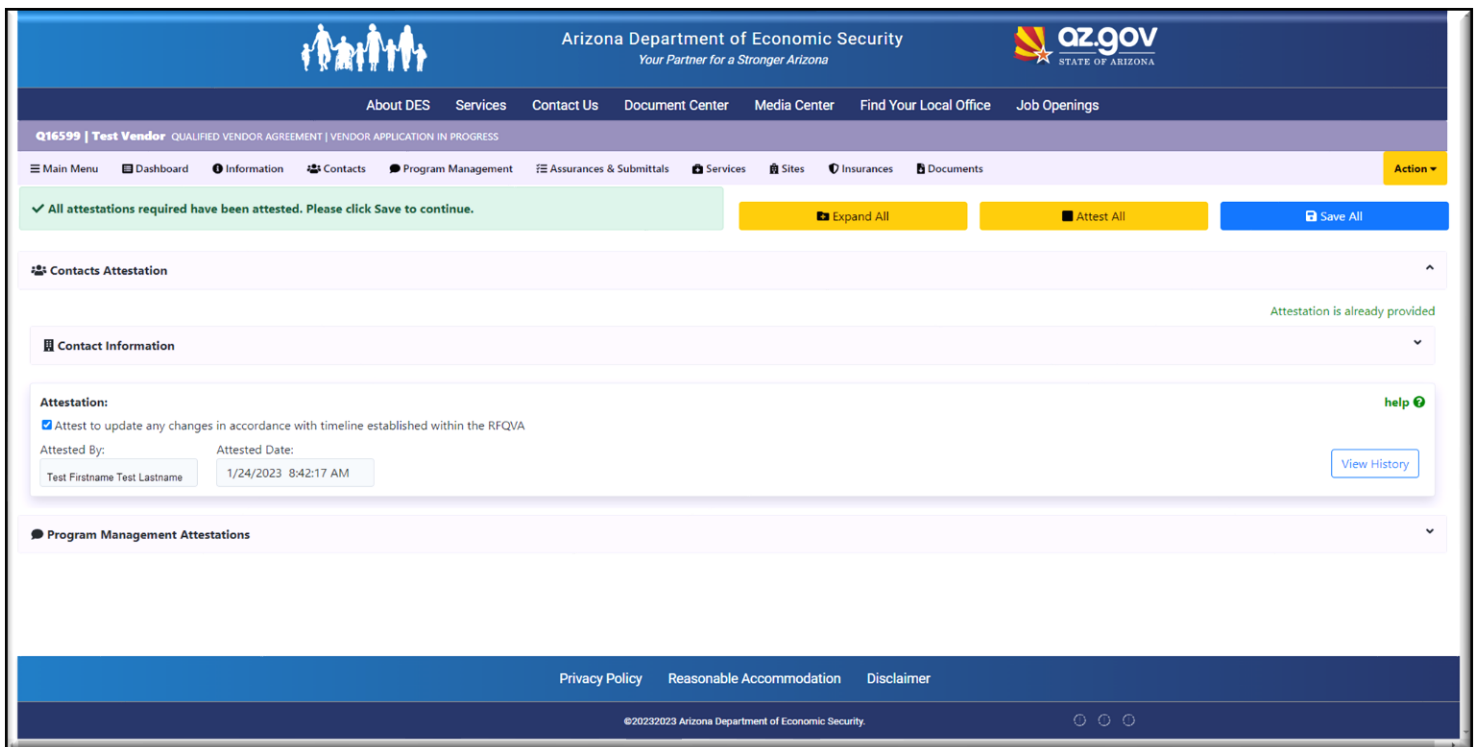 Arizona Department of Economic Security
Your Partner for a Stronger Arizona
az.gov
STATE OF ARIZONA
About DES Services Contact Us Document Center Media Center Find Your Local Office Job Openings
Q16599 | Test Vendor QUALIFIED VENDOR AGREEMENT | VENDOR APPLICATION IN PROGRESS
Main Menu Dashboard Information Contacts Program Management Assurances & Submittals Services Sites Insurances Documents Action
All attestations required have been attested. Please click Save to continue. Expand All Attest All Save All
Contacts Attestation
Attestation is already provided
Contact Information
Attestation: help
Attest to update any changes in accordance with timeline established within the RFQVA
Attested By: Attested Date:
Test Firstname Test Lastname 1/24/2023 8:42:17 AM View History
Program Management Attestations
Privacy Policy Reasonable Accommodation Disclaimer
©20232023 Arizona Department of Economic Security.